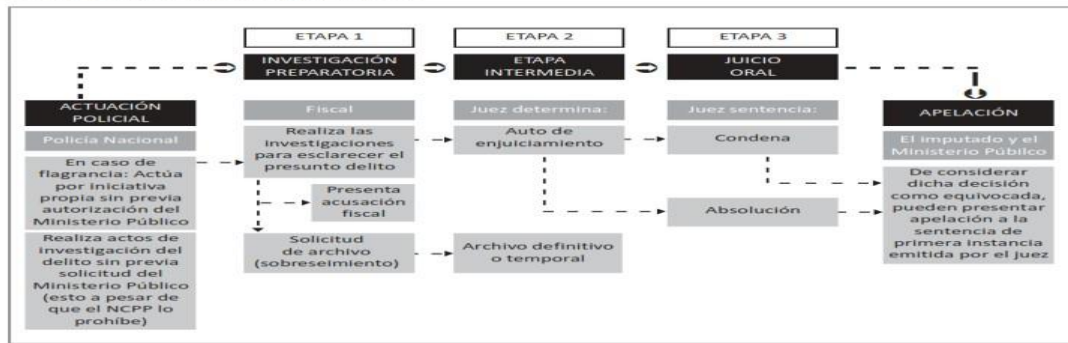 ETAPA 1
ETAPA 2
ETAPA 3
INVESTIGACIÓN
PREPARATORIA
ETAPA
INTERMEDIA
JUICIO
ORAL
ACTUACIÓN
POLICIAL
Policía Nacional
En caso de
flagrancia: Actúa
por iniciativa
propia sin previa
autorización del
Ministerio Público
Realiza actos de
investigación del
delito sin previa
solicitud del
Ministerio Público
(esto a pesar de
que el NCPP lo
prohíbe)
Fiscal
Realiza las
investigaciones
para esclarecer el
presunto delito
Presenta
acusación
fiscal
Solicitud
de archivo
(sobreseimiento)
Juez determina:
Auto de
enjuiciamiento
Archivo definitivo
o temporal
Juez sentencia:
Condena
Absolución
APELACIÓN
El imputado y el
Ministerio Públilco
De considerar
dicha decisión
como equivocada,
pueden presentar
apelación a la
sentencia de
primera instancia
emitida por el juez